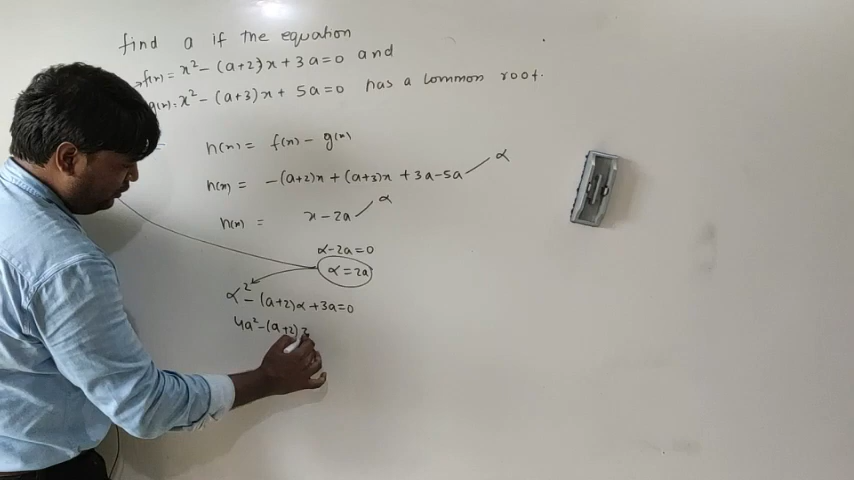 find a if the equation
f(x) = x² - (a+2)x + 3a = 0 and
g(x) = x² - (a+3)x + 5a = 0 has a common root.
h(x) = f(x) - g(x)
h(x) = -(a+2)x + (a+3)x + 3a - 5a α
h(x) = x - 2a α
α - 2a = 0
α = 2a
α² - (a+2)α + 3a = 0
4a² - (a+2)